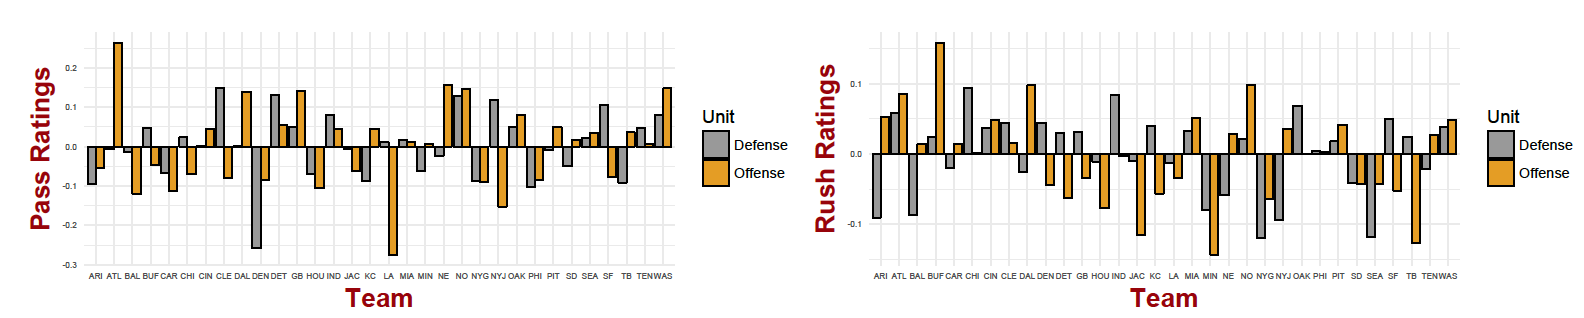 Pass Ratings
0.2
0.1
0.0
-0.1
-0.2
-0.3
ARI ATL BAL BUF CAR CHI CIN CLE DAL DEN DET GB HOU IND JAC KC LA MIA MIN NE NO NYG NYJ OAK PHI PIT SD SEA SF TB TEN WAS
Team
Unit
Defense
Offense
Rush Ratings
0.1
0.0
-0.1
ARI ATL BAL BUF CAR CHI CIN CLE DAL DEN DET GB HOU IND JAC KC LA MIA MIN NE NO NYG NYJ OAK PHI PIT SD SEA SF TB TEN WAS
Team
Unit
Defense
Offense